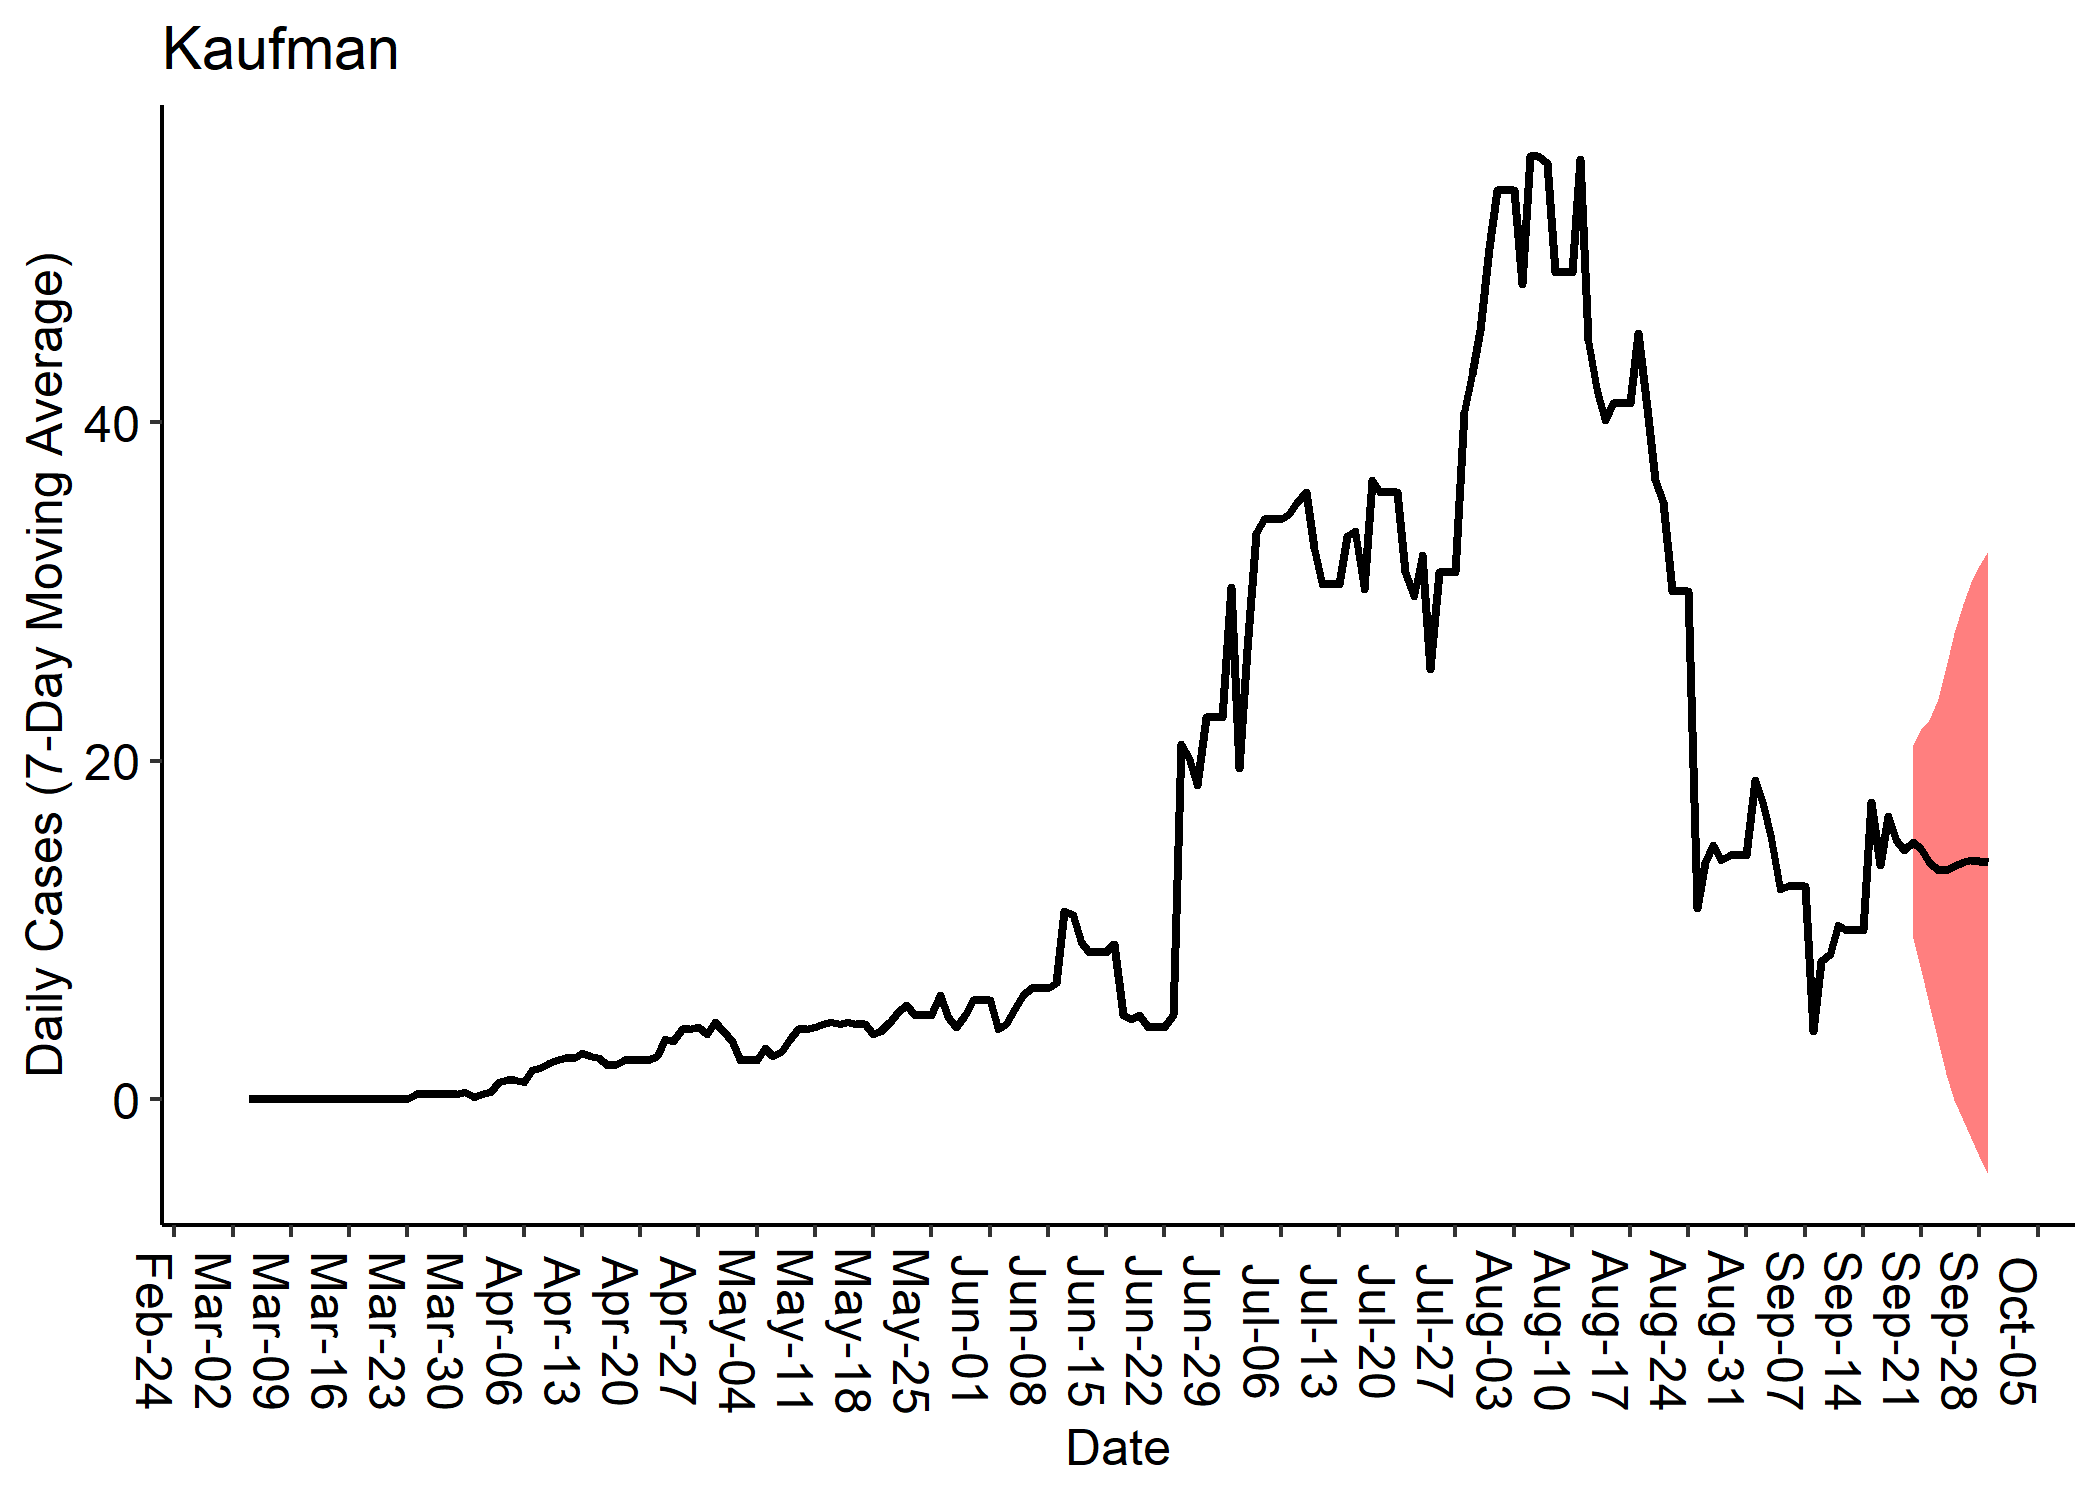 Kaufman
Daily Cases (7-Day Moving Average)
40
20
0
Feb-24
Mar-02
Mar-09
Mar-16
Mar-23
Mar-30
Apr-06
Apr-13
Apr-20
Apr-27
May-04
May-11
May-18
May-25
Jun-01
Jun-08
Jun-15
Jun-22
Jun-29
Jul-06
Jul-13
Jul-20
Jul-27
Aug-03
Aug-10
Aug-17
Aug-24
Aug-31
Sep-07
Sep-14
Sep-21
Sep-28
Oct-05
Date